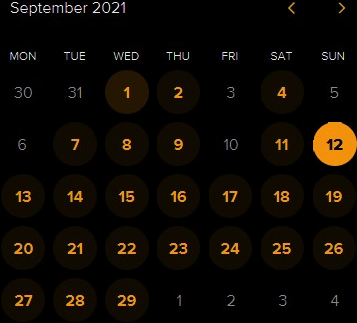 September 2021
MON TUE WED THU FRI SAT SUN
30 31 1 2 3 4 5
6 7 8 9 10 11 12
13 14 15 16 17 18 19
20 21 22 23 24 25 26
27 28 29 1 2 3 4